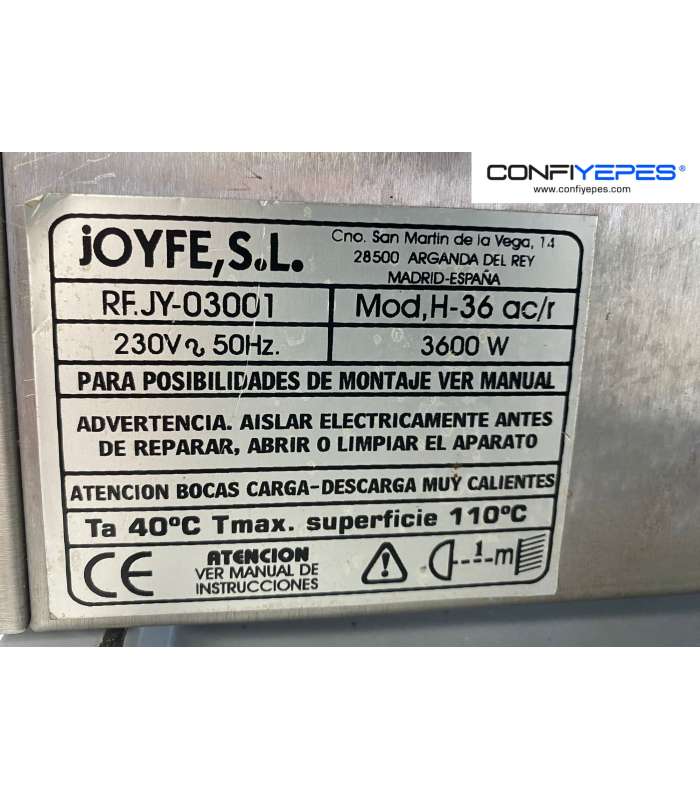 CONFIYEPES®
www.confiyepes.com
jOYFE, S.L.
Cno. San Martin de la Vega, 14
28500 ARGANDA DEL REY
MADRID-ESPAÑA
RF.JY-03001
Mod,H-36 ac/r
230V∿ 50Hz.
3600 W
PARA POSIBILIDADES DE MONTAJE VER MANUAL
ADVERTENCIA. AISLAR ELECTRICAMENTE ANTES
DE REPARAR, ABRIR O LIMPIAR EL APARATO
ATENCION BOCAS CARGA-DESCARGA MUY CALIENTES
Ta 40ºC Tmax. superficie 110ºC
CE
ATENCION
VER MANUAL DE
INSTRUCCIONES
1 m